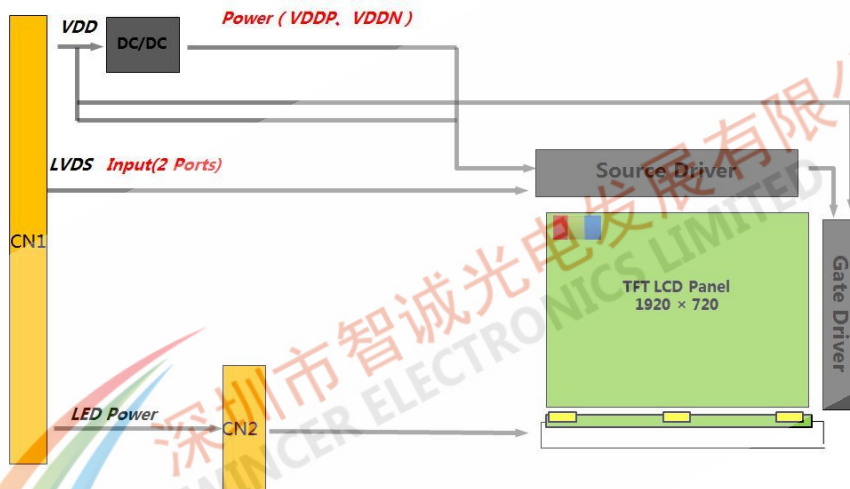 VDD
DC/DC
Power ( VDDP、VDDN )
LVDS Input(2 Ports)
Source Driver
CN1
TFT LCD Panel
1920 × 720
Gate Driver
LED Power
CN2
深圳市智诚光电发展有限公
WINCER ELECTRONICS LIMITED